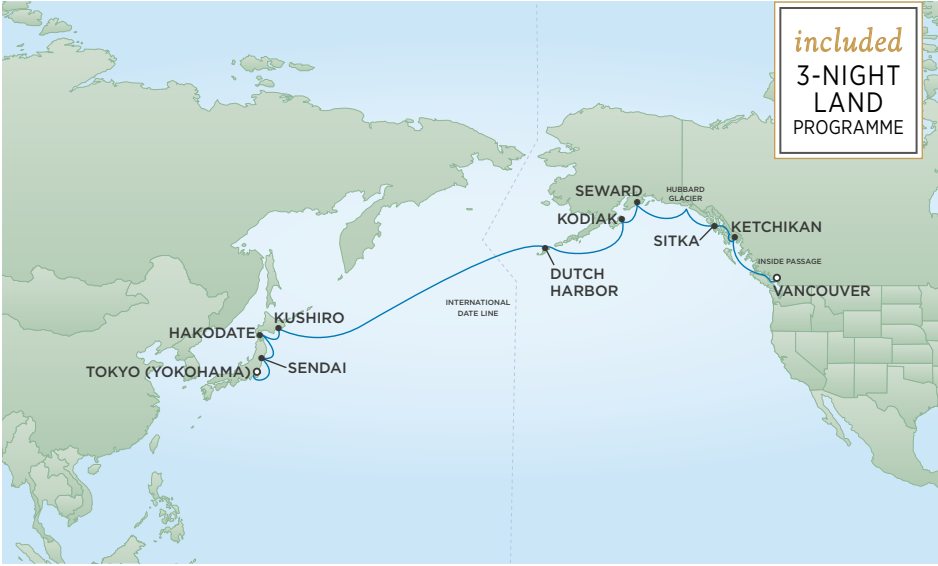 included
3-NIGHT
LAND
PROGRAMME
SEWARD
HUBBARD
GLACIER
KODIAK
SITKA
KETCHIKAN
INSIDE PASSAGE
VANCOUVER
DUTCH
HARBOR
INTERNATIONAL
DATE LINE
KUSHIRO
HAKODATE
SENDAI
TOKYO (YOKOHAMA)